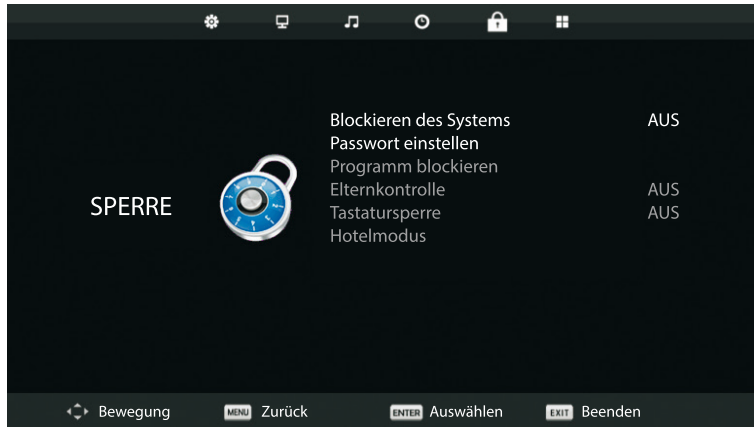 Blockieren des Systems AUS
Passwort einstellen
Programm blockieren
Elternkontrolle AUS
SPERRE
Tastatursperre AUS
Hotelmodus
Bewegung MENU Zurück ENTER Auswählen EXIT Beenden